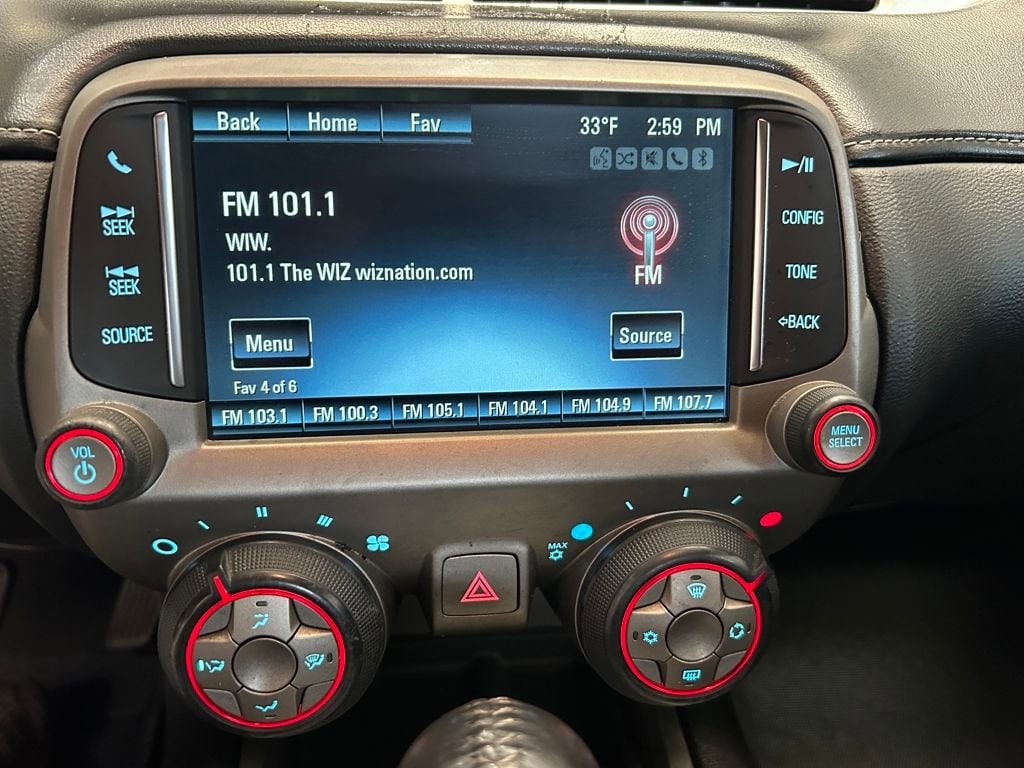 Back Home Fav 33°F 2:59 PM
SEEK
SEEK
SOURCE
FM 101.1
WIW.
101.1 The WIZ wiznation.com
FM
Menu
Source
Fav 4 of 6
FM 103.1 FM 100.3 FM 105.1 FM 104.1 FM 104.9 FM 107.7
CONFIG
TONE
BACK
VOL
MENU
SELECT
I II III
MAX